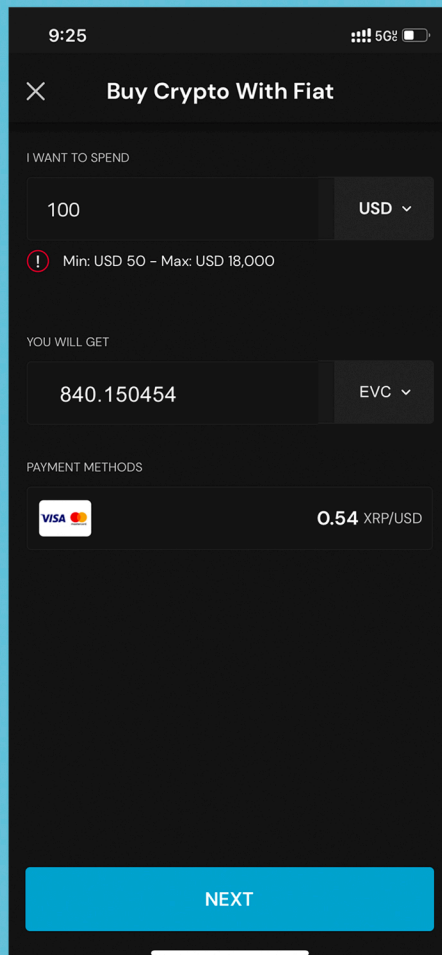 9:25
5G UC
Buy Crypto With Fiat
I WANT TO SPEND
100 USD
! Min: USD 50 - Max: USD 18,000
YOU WILL GET
840.150454 EVC
PAYMENT METHODS
VISA 0.54 XRP/USD
NEXT